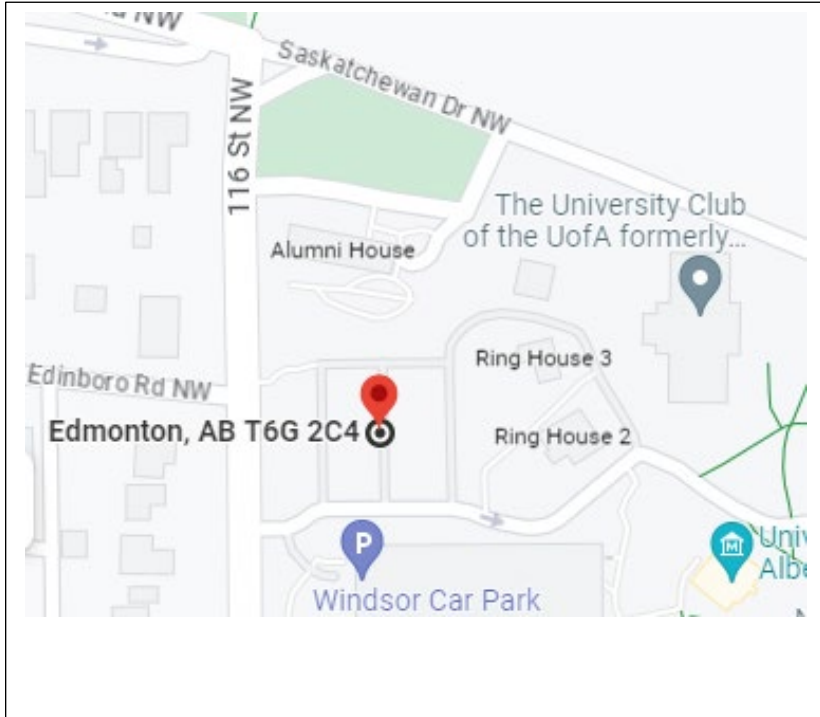 NW
Saskatchewan Dr NW
116 St NW
The University Club
of the UofA formerly...
Alumni House
Ring House 3
Edinboro Rd NW
Edmonton, AB T6G 2C4
Ring House 2
P
Windsor Car Park
M